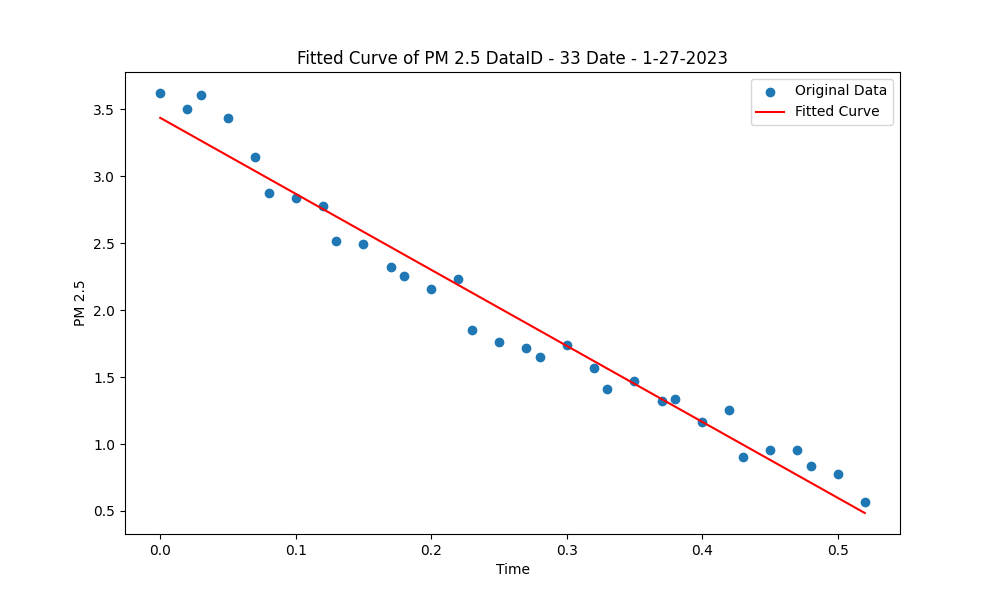 Fitted Curve of PM 2.5 DataID - 33 Date - 1-27-2023
Original Data
Fitted Curve
3.5
3.0
2.5
2.0
1.5
1.0
0.5
PM 2.5
0.0 0.1 0.2 0.3 0.4 0.5
Time